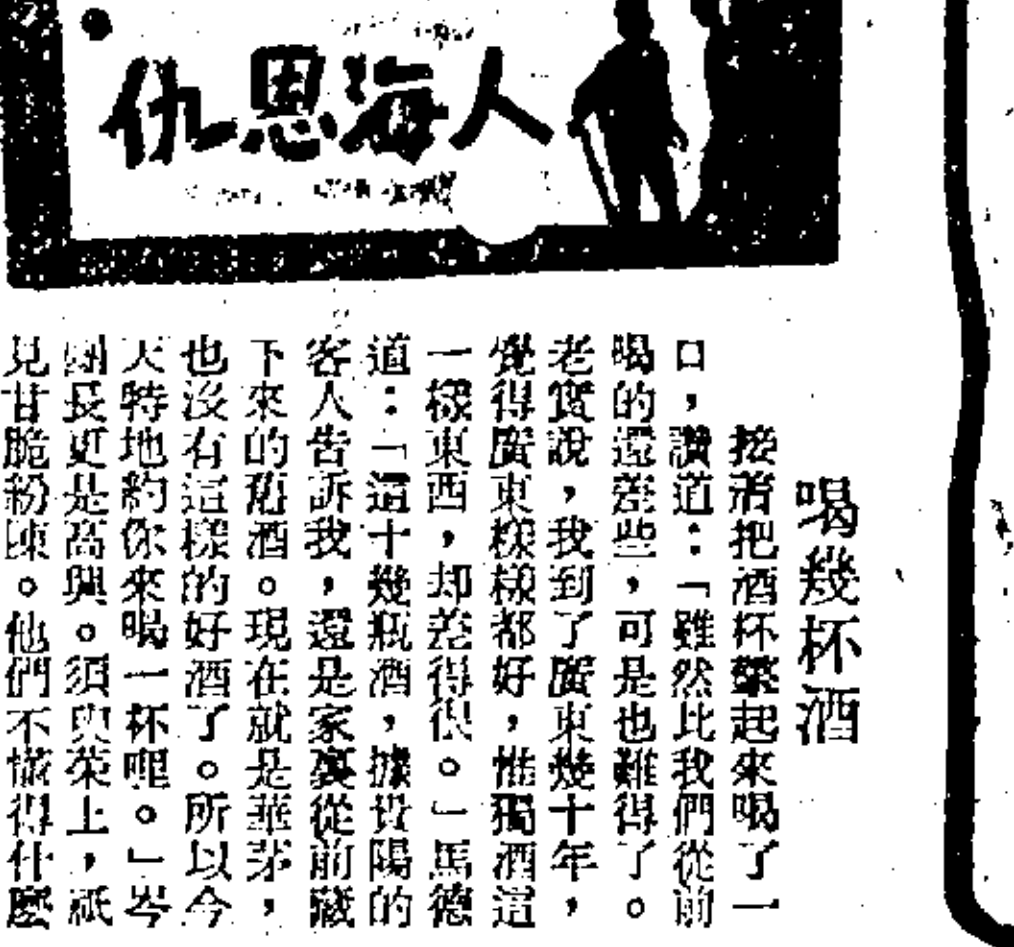 人海恩仇
喝幾杯酒
接着把酒杯擎起來喝了一
口，讚道：「雖然比我們從前
喝的還差些，可是也難得了。
老實說，我到了廣東幾十年，
覺得廣東樣樣都好，惟獨酒這
一樣東西，却差得很。」馬德
道：「這十幾瓶酒，據貴陽的
客人告訴我，還是家裏從前藏
下來的舊酒。現在就是華茅，
也沒有這樣的好酒了。所以今
天特地約你來喝一杯哩。」岑
團長更是高興。須臾菜上，祇
見甘脆紛陳。他們不懂得什麽